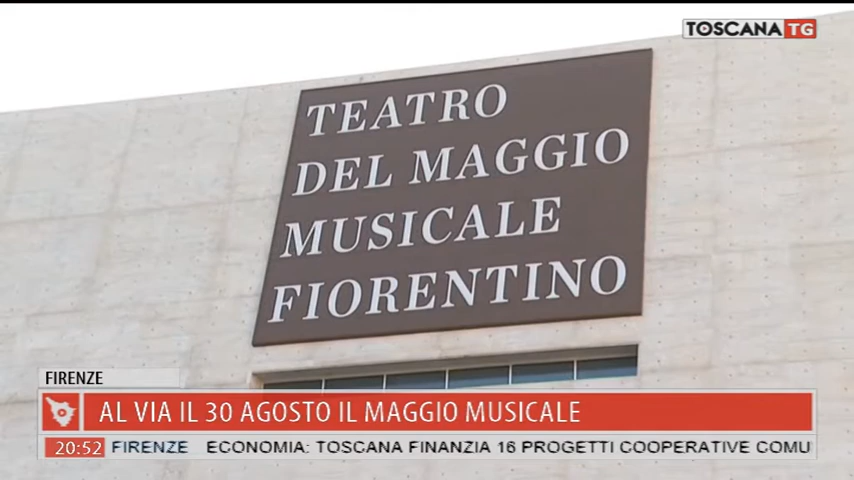 TOSCANA TG
TEATRO
DEL MAGGIO
MUSICALE
FIORENTINO
FIRENZE
AL VIA IL 30 AGOSTO IL MAGGIO MUSICALE
20:52 FIRENZE ECONOMIA: TOSCANA FINANZIA 16 PROGETTI COOPERATIVE COMU